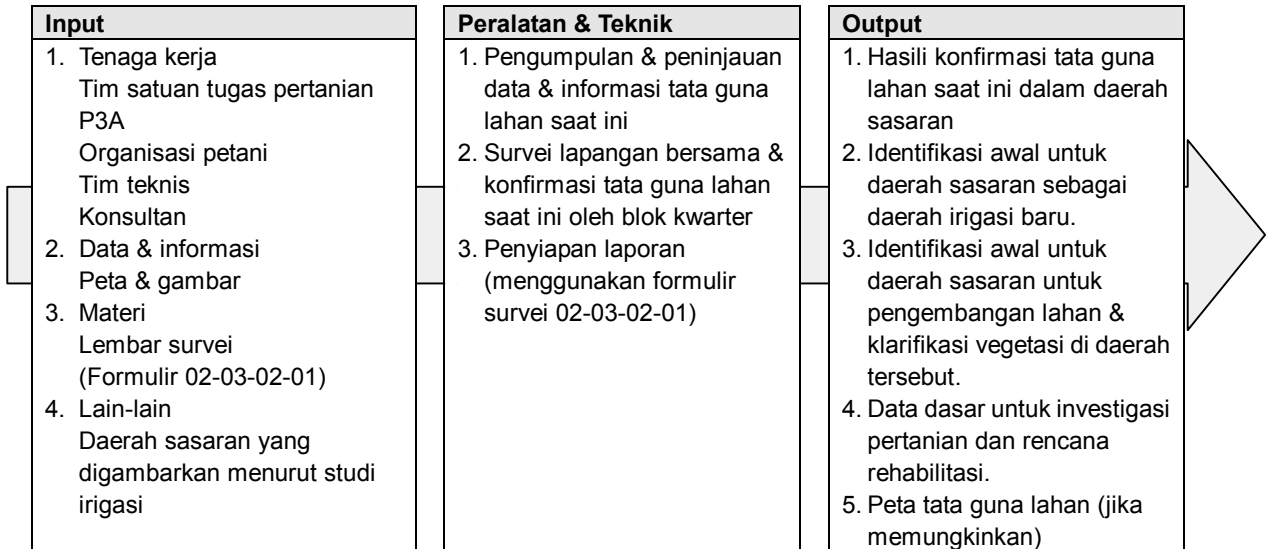 Input
1. Tenaga kerja
Tim satuan tugas pertanian
P3A
Organisasi petani
Tim teknis
Konsultan
2. Data & informasi
Peta & gambar
3. Materi
Lembar survei
(Formulir 02-03-02-01)
4. Lain-lain
Daerah sasaran yang
digambarkan menurut studi
irigasi
Peralatan & Teknik
1. Pengumpulan & peninjauan
data & informasi tata guna
lahan saat ini
2. Survei lapangan bersama &
konfirmasi tata guna lahan
saat ini oleh blok kwarter
3. Penyiapan laporan
(menggunakan formulir
survei 02-03-02-01)
Output
1. Hasili konfirmasi tata guna
lahan saat ini dalam daerah
sasaran
2. Identifikasi awal untuk
daerah sasaran sebagai
daerah irigasi baru.
3. Identifikasi awal untuk
daerah sasaran untuk
pengembangan lahan &
klarifikasi vegetasi di daerah
tersebut.
4. Data dasar untuk investigasi
pertanian dan rencana
rehabilitasi.
5. Peta tata guna lahan (jika
memungkinkan)